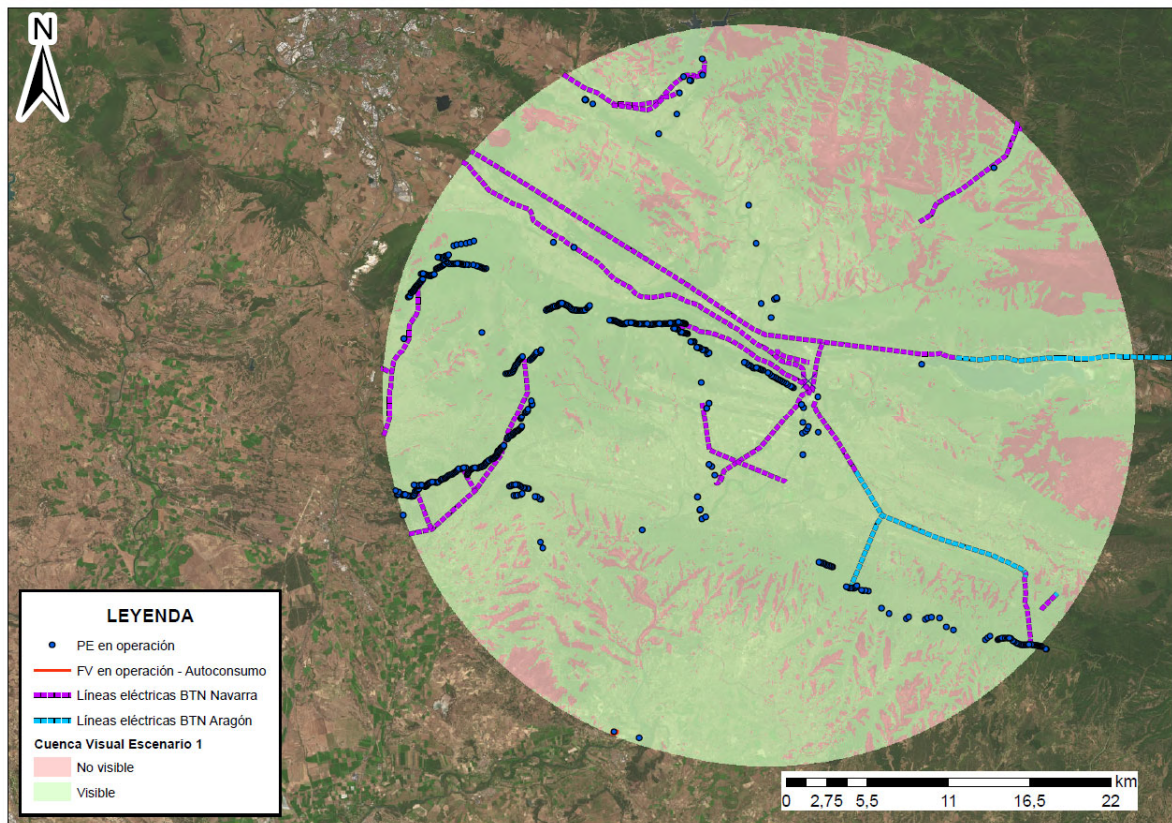 N
LEYENDA
PE en operación
FV en operación - Autoconsumo
Líneas eléctricas BTN Navarra
Líneas eléctricas BTN Aragón
Cuenca Visual Escenario 1
No visible
Visible
km
0 2,75 5,5 11 16,5 22